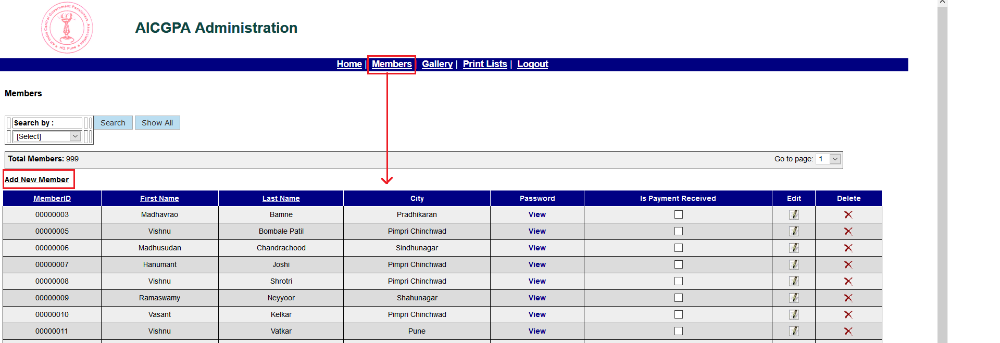 All India Central Government Pensioners Association
HQ Pune
AICGPA Administration
Home | Members Gallery | Print Lists | Logout
Members
Search by : Search Show All
[Select]
Total Members: 999 Go to page: 1
Add New Member
MemberID First Name Last Name City Password Is Payment Received Edit Delete
00000003 Madhavrao Bamne Pradhikaran View
00000005 Vishnu Bombale Patil Pimpri Chinchwad View
00000006 Madhusudan Chandrachood Sindhunagar View
00000007 Hanumant Joshi Pimpri Chinchwad View
00000008 Vishnu Shrotri Pimpri Chinchwad View
00000009 Ramaswamy Neyyoor Shahunagar View
00000010 Vasant Kelkar Pimpri Chinchwad View
00000011 Vishnu Vatkar Pune View